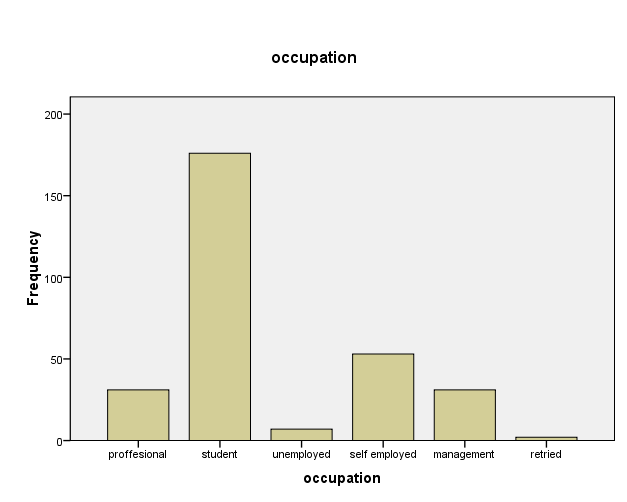 occupation
200
150
100
50
0
Frequency
proffesional student unemployed self employed management retried
occupation